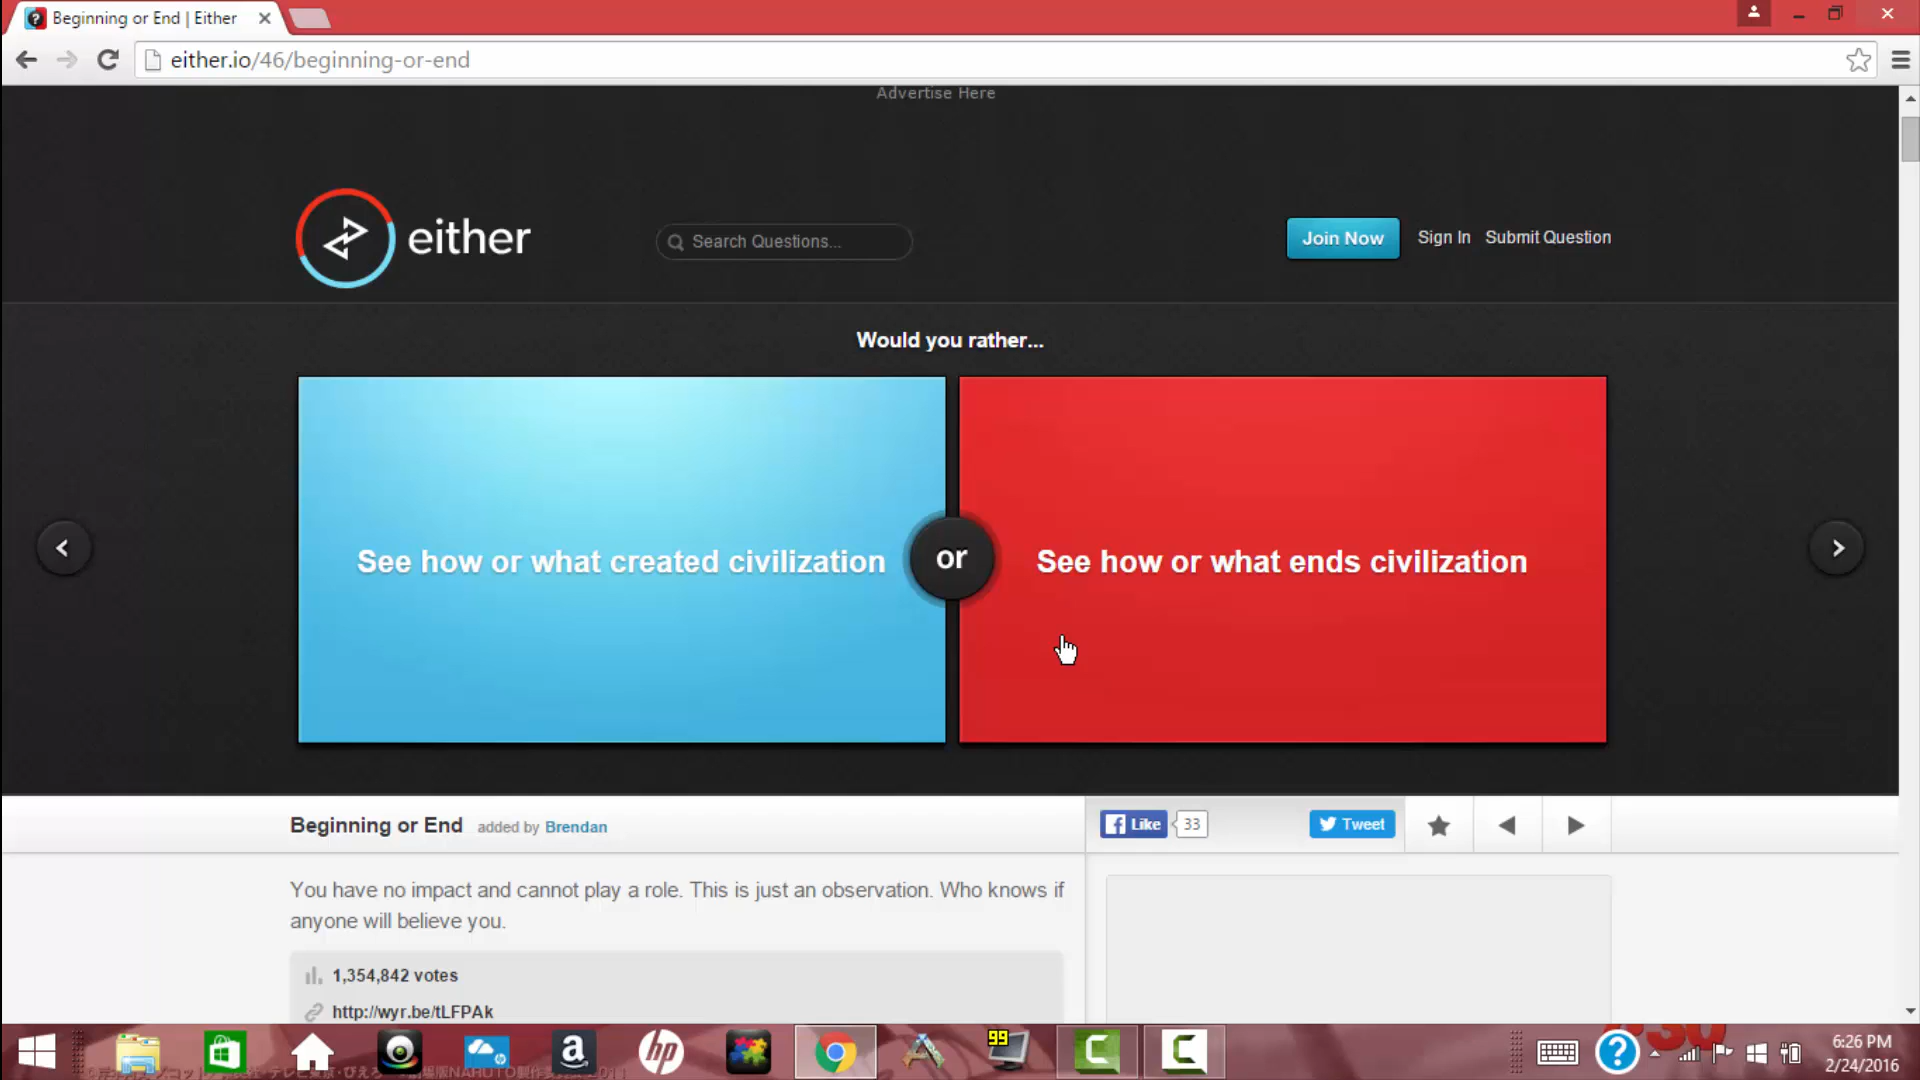 Beginning or End | Either
either.io/46/beginning-or-end
Advertise Here
either
Search Questions...
Join Now
Sign In
Submit Question
Would you rather...
See how or what created civilization
or
See how or what ends civilization
Beginning or End added by Brendan
Like 33
Tweet
You have no impact and cannot play a role. This is just an observation. Who knows if
anyone will believe you.
1,354,842 votes
http://wyr.be/tLFPAk
99
6:26 PM
2/24/2016